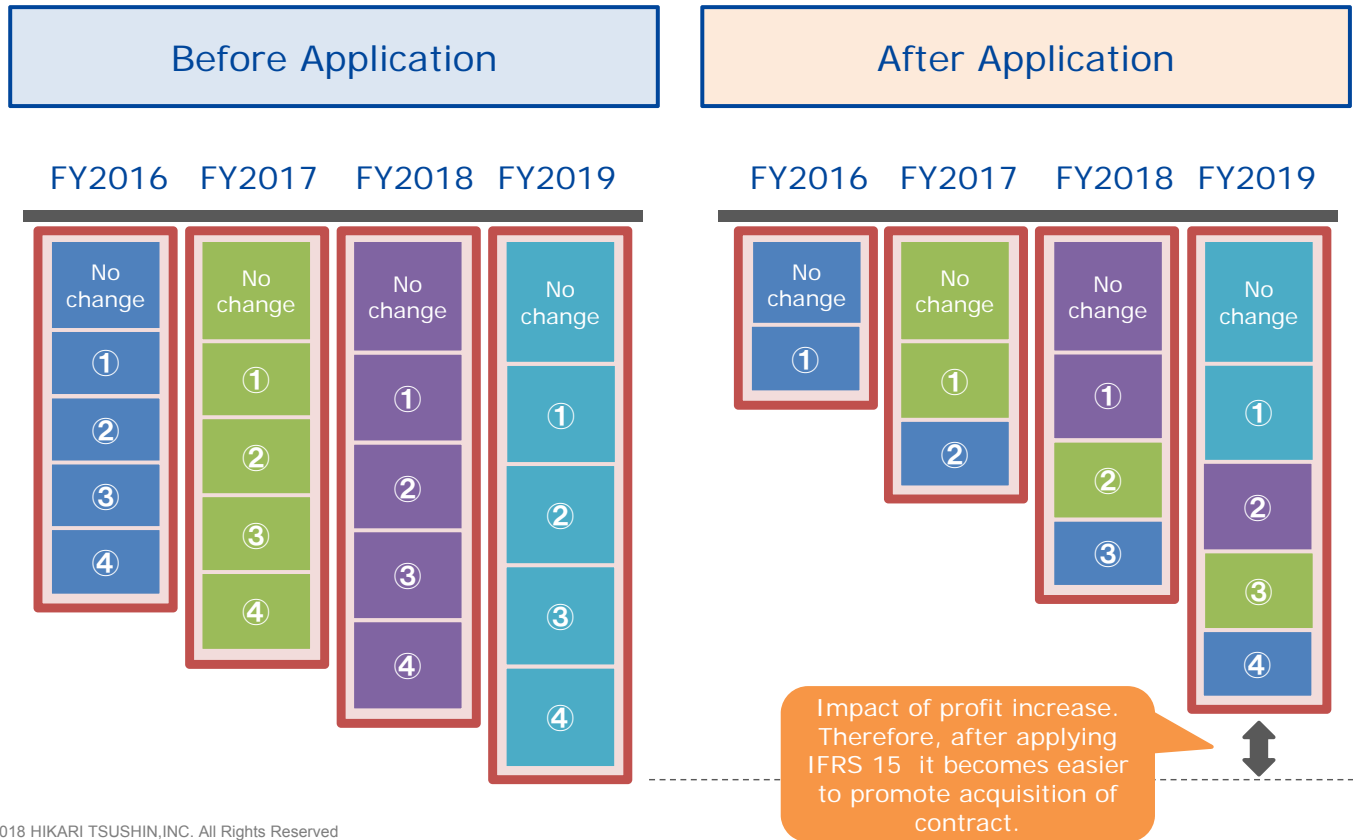 Before Application
After Application
FY2016 FY2017 FY2018 FY2019
FY2016 FY2017 FY2018 FY2019
No
change
①
②
③
④
No
change
①
②
③
④
No
change
①
②
③
④
No
change
①
②
③
④
No
change
①
No
change
①
②
No
change
①
②
③
No
change
①
②
③
④
Impact of profit increase.
Therefore, after applying
IFRS 15 it becomes easier
to promote acquisition of
contract.
018 HIKARI TSUSHIN,INC. All Rights Reserved